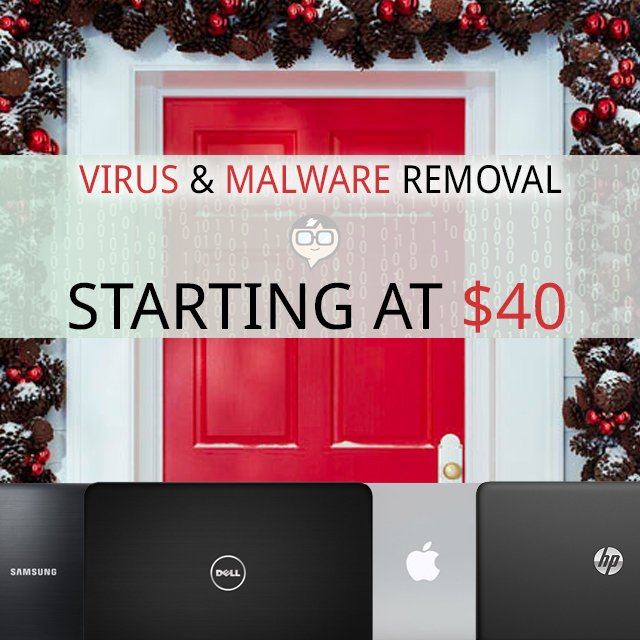 VIRUS & MALWARE REMOVAL
STARTING AT $40
SAMSUNG
DELL
hp